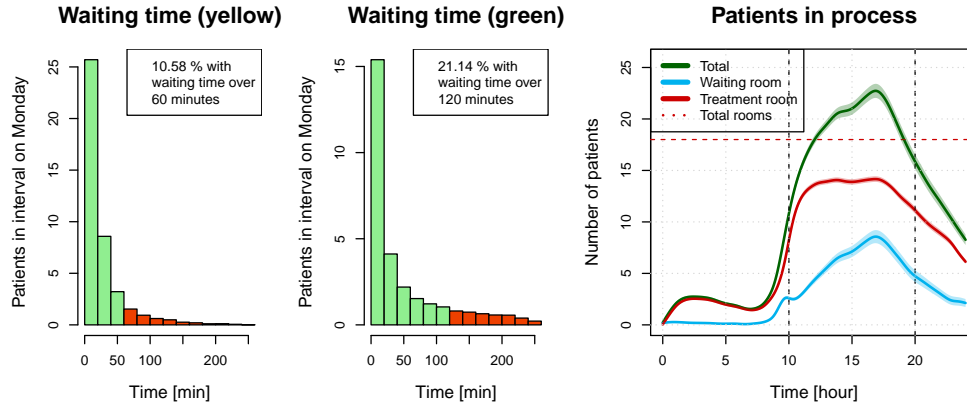 Waiting time (yellow)
Patients in interval on Monday
25
20
15
10
5
0
10.58 % with
waiting time over
60 minutes
0
50
100
200
Time [min]
Waiting time (green)
Patients in interval on Monday
15
10
5
0
21.14 % with
waiting time over
120 minutes
0
50
100
200
Time [min]
Patients in process
Number of patients
25
20
15
10
5
0
Total
Waiting room
Treatment room
Total rooms
0
5
10
15
20
Time [hour]